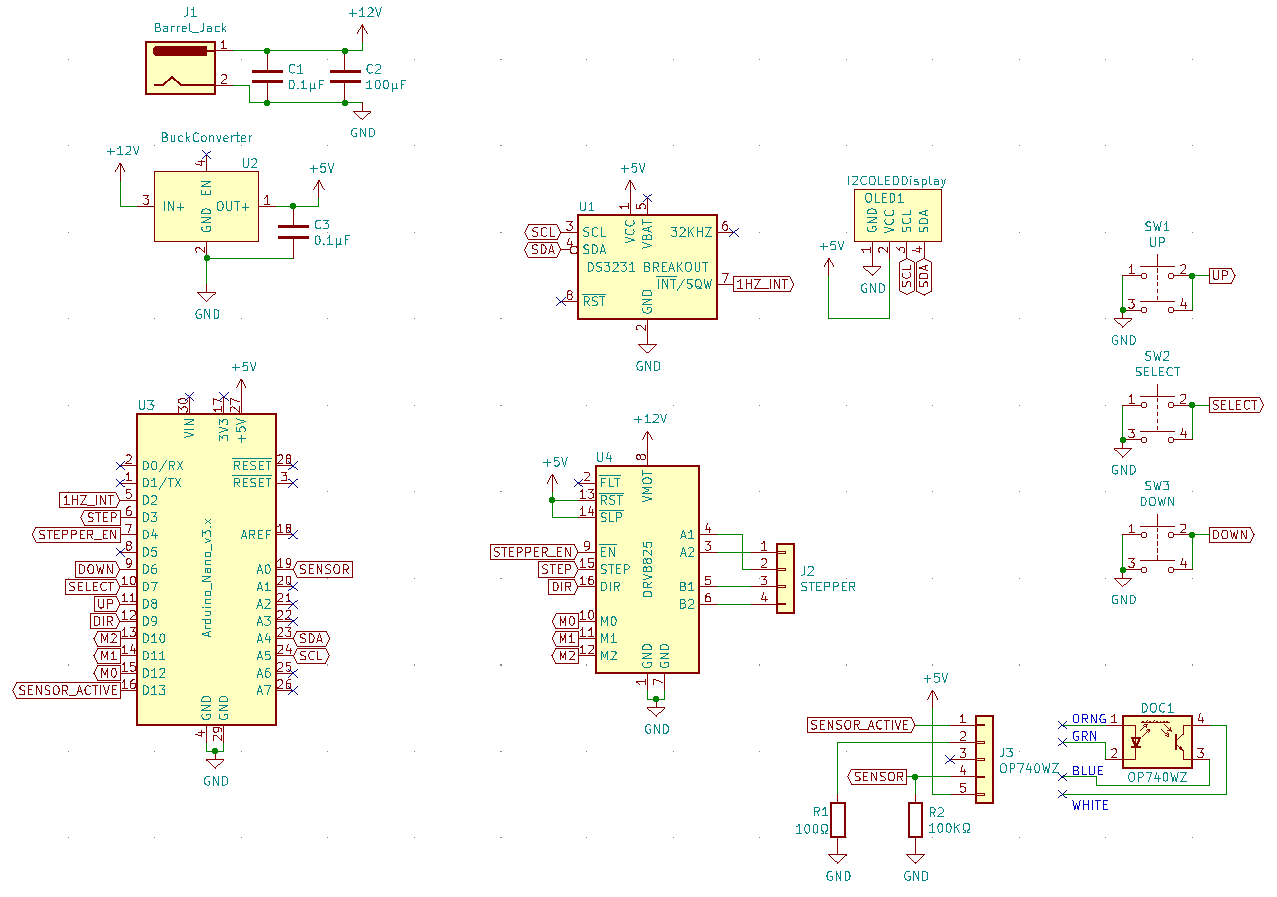 J1
Barrel_Jack
+12V
1
2
C1
0.1µF
C2
100µF
GND
BuckConverter
+12V
4
U2
+5V
3
IN+
EN
GND
OUT+
1
2
C3
0.1µF
GND
+5V
U1
1
5
SCL
3
SCL
VCC
VBAT
32KHZ
6
SDA
4
SDA
DS3231 BREAKOUT
INT/SQW
7
1HZ_INT
8
RST
GND
2
GND
I2COLEDDisplay
OLED1
GND
VCC
SCL
SDA
+5V
1
2
3
4
GND
SCL
SDA
SW1
UP
1
2
UP
3
4
GND
SW2
SELECT
1
2
SELECT
3
4
GND
SW3
DOWN
1
2
DOWN
3
4
GND
+5V
U3
30
17
27
VIN
3V3
+5V
2
D0/RX
RESET
28
1
D1/TX
RESET
3
1HZ_INT
5
D2
STEP
6
D3
STEPPER_EN
7
D4
AREF
18
8
D5
DOWN
9
D6
A0
19
SENSOR
SELECT
10
D7
A1
20
UP
11
D8
A2
21
DIR
12
D9
A3
22
M2
13
D10
A4
23
SDA
M1
14
D11
A5
24
SCL
M0
15
D12
A6
25
SENSOR_ACTIVE
16
D13
A7
26
Arduino_Nano_v3.x
GND
GND
4
29
GND
+12V
+5V
U4
8
2
FLT
VMOT
13
RST
14
SLP
A1
4
STEPPER_EN
9
EN
A2
3
STEP
15
STEP
DIR
16
DIR
B1
5
B2
6
DRV8825
M0
10
M0
M1
11
M1
M2
12
M2
GND
GND
1
7
GND
1
2
3
4
J2
STEPPER
+5V
SENSOR_ACTIVE
1
2
3
SENSOR
4
5
J3
OP740WZ
R1
100Ω
R2
100KΩ
GND
GND
DOC1
ORNG
1
4
GRN
2
3
BLUE
OP740WZ
WHITE